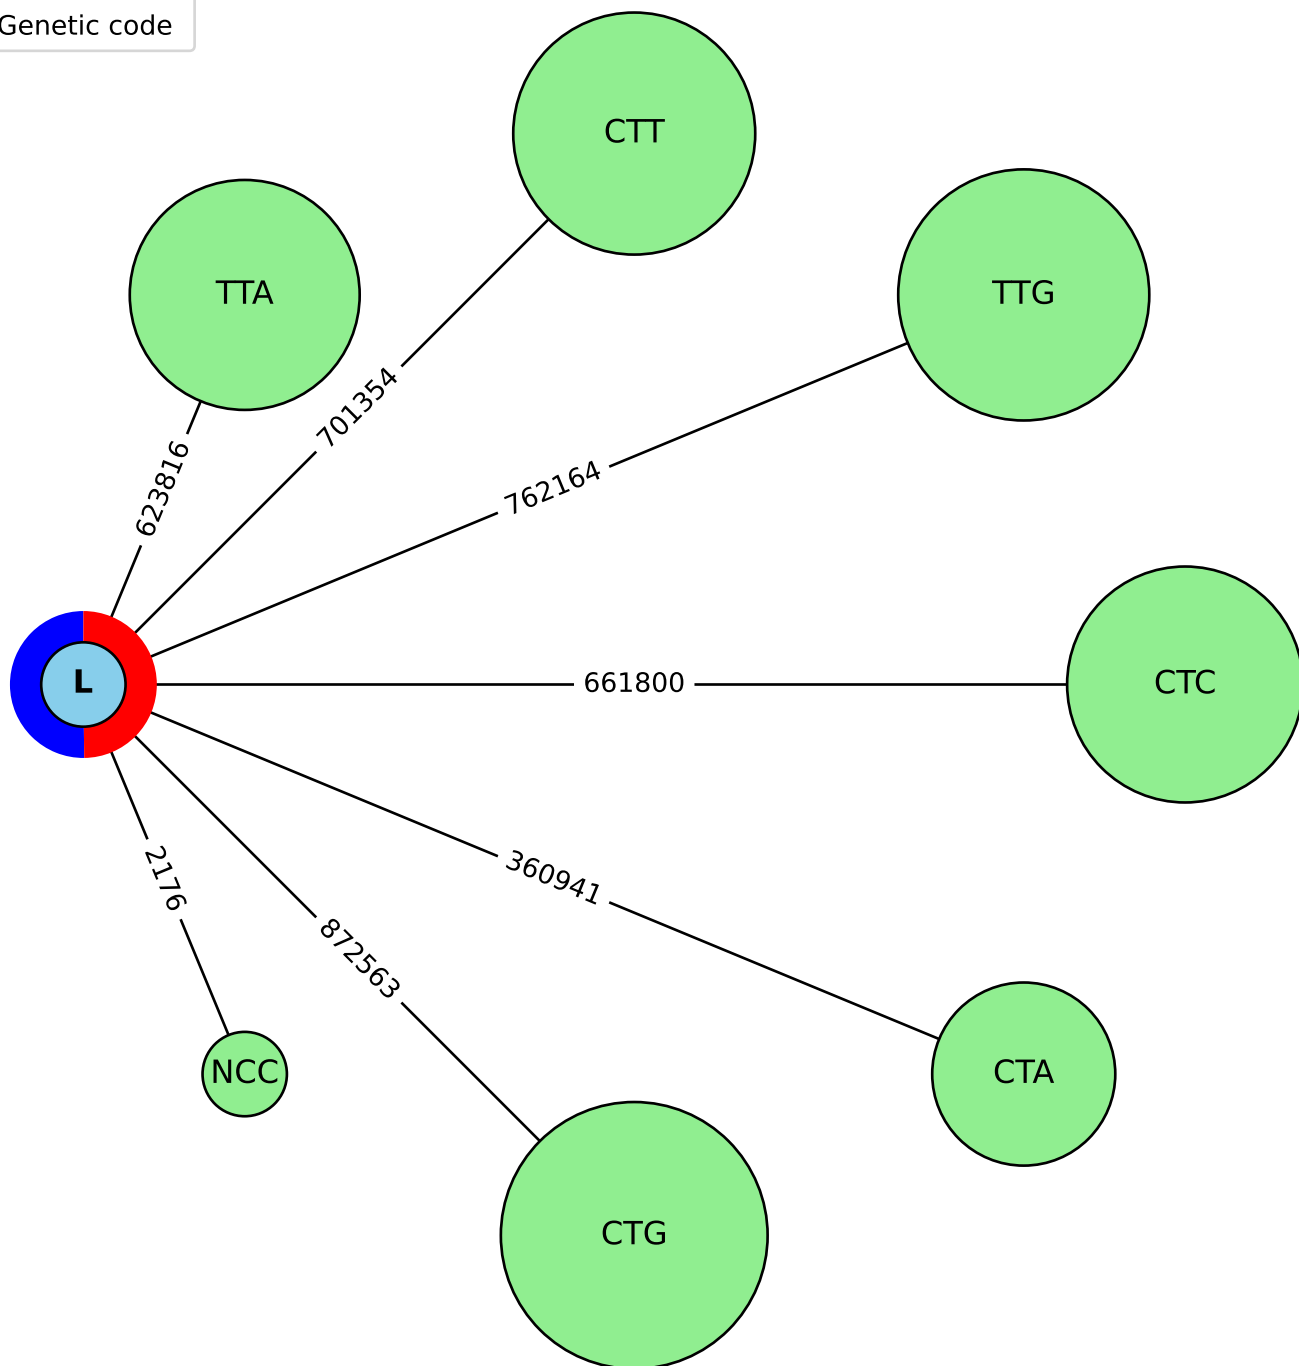 Genetic code
CTT
TTA
TTG
701354
623816
762164
L
661800
CTC
2176
360941
872563
NCC
CTA
CTG